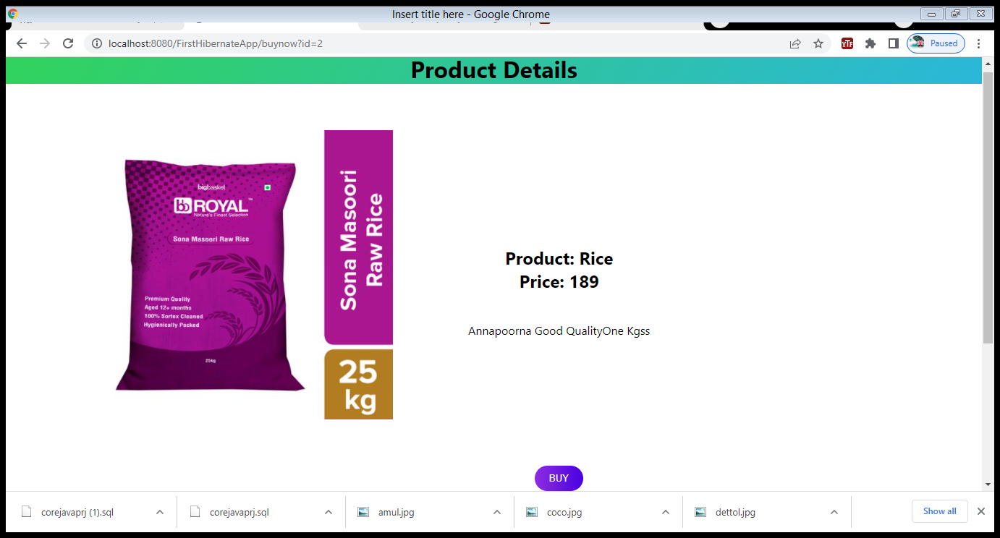 Insert title here - Google Chrome
localhost:8080/FirstHibernateApp/buynow?id=2
YTF
Paused
Product Details
bigbasket
bb ROYAL™
Nature's Finest Selection
Sona Masoori Raw Rice
Premium Quality
Aged 12+ months
100% Sortex Cleaned
Hygienically Packed
25kg
Sona Masoori
Raw Rice
25
kg
Product: Rice
Price: 189
Annapoorna Good QualityOne Kgss
BUY
corejavaprj (1).sql
corejavaprj.sql
amul.jpg
coco.jpg
dettol.jpg
Show all